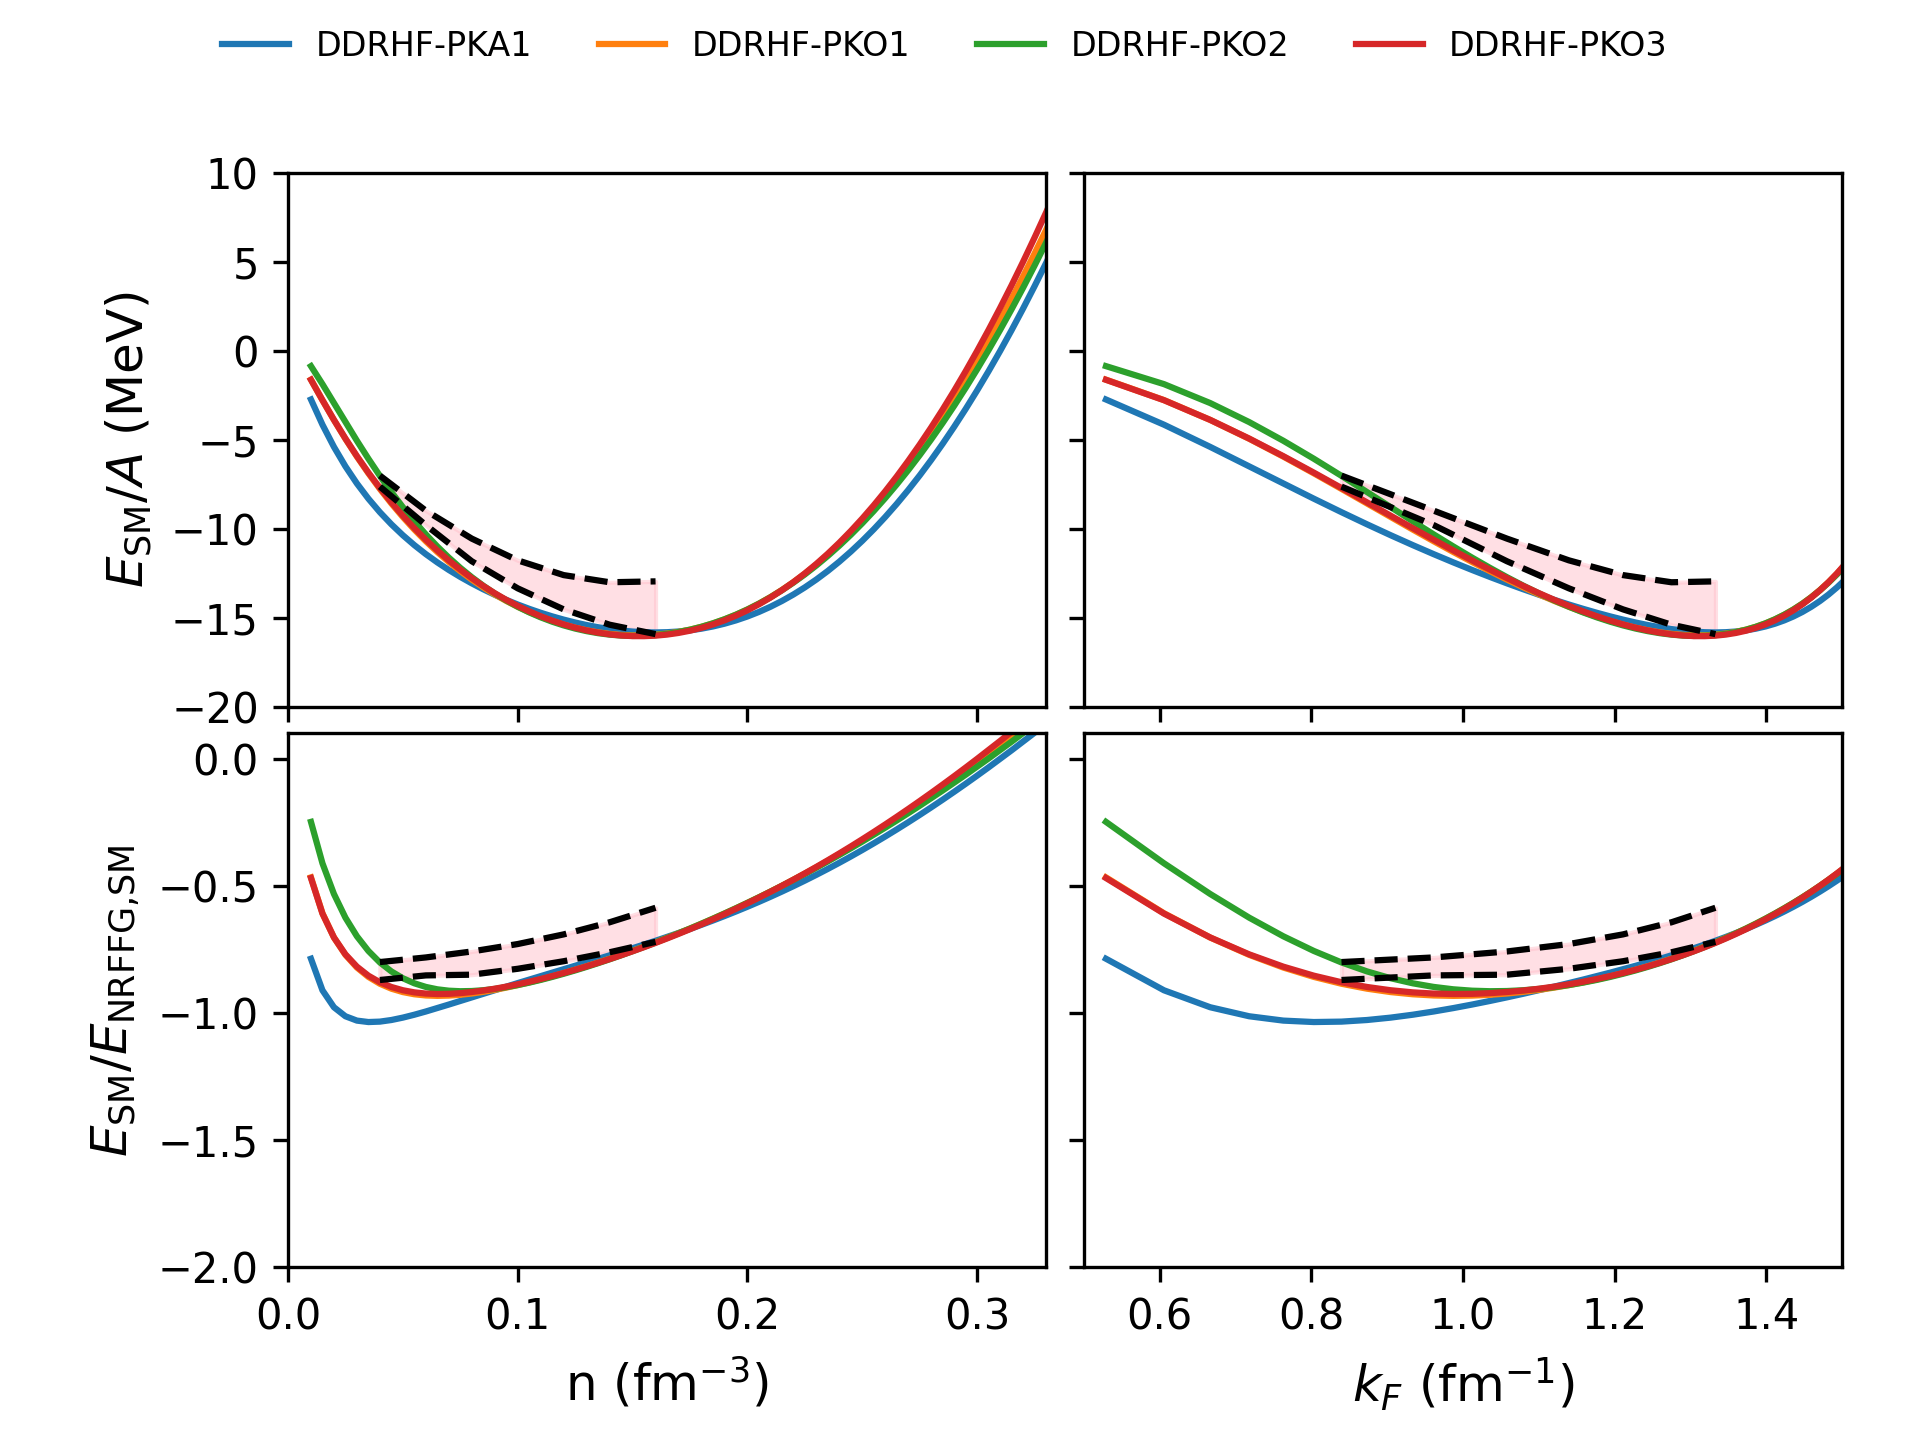 DDRHF-PKA1 DDRHF-PKO1 DDRHF-PKO2 DDRHF-PKO3
E_SM/A (MeV)
10
5
0
−5
−10
−15
−20
E_SM/E_NRFFG,SM
0.0
−0.5
−1.0
−1.5
−2.0
0.0 0.1 0.2 0.3
n (fm⁻³)
0.6 0.8 1.0 1.2 1.4
k_F (fm⁻¹)